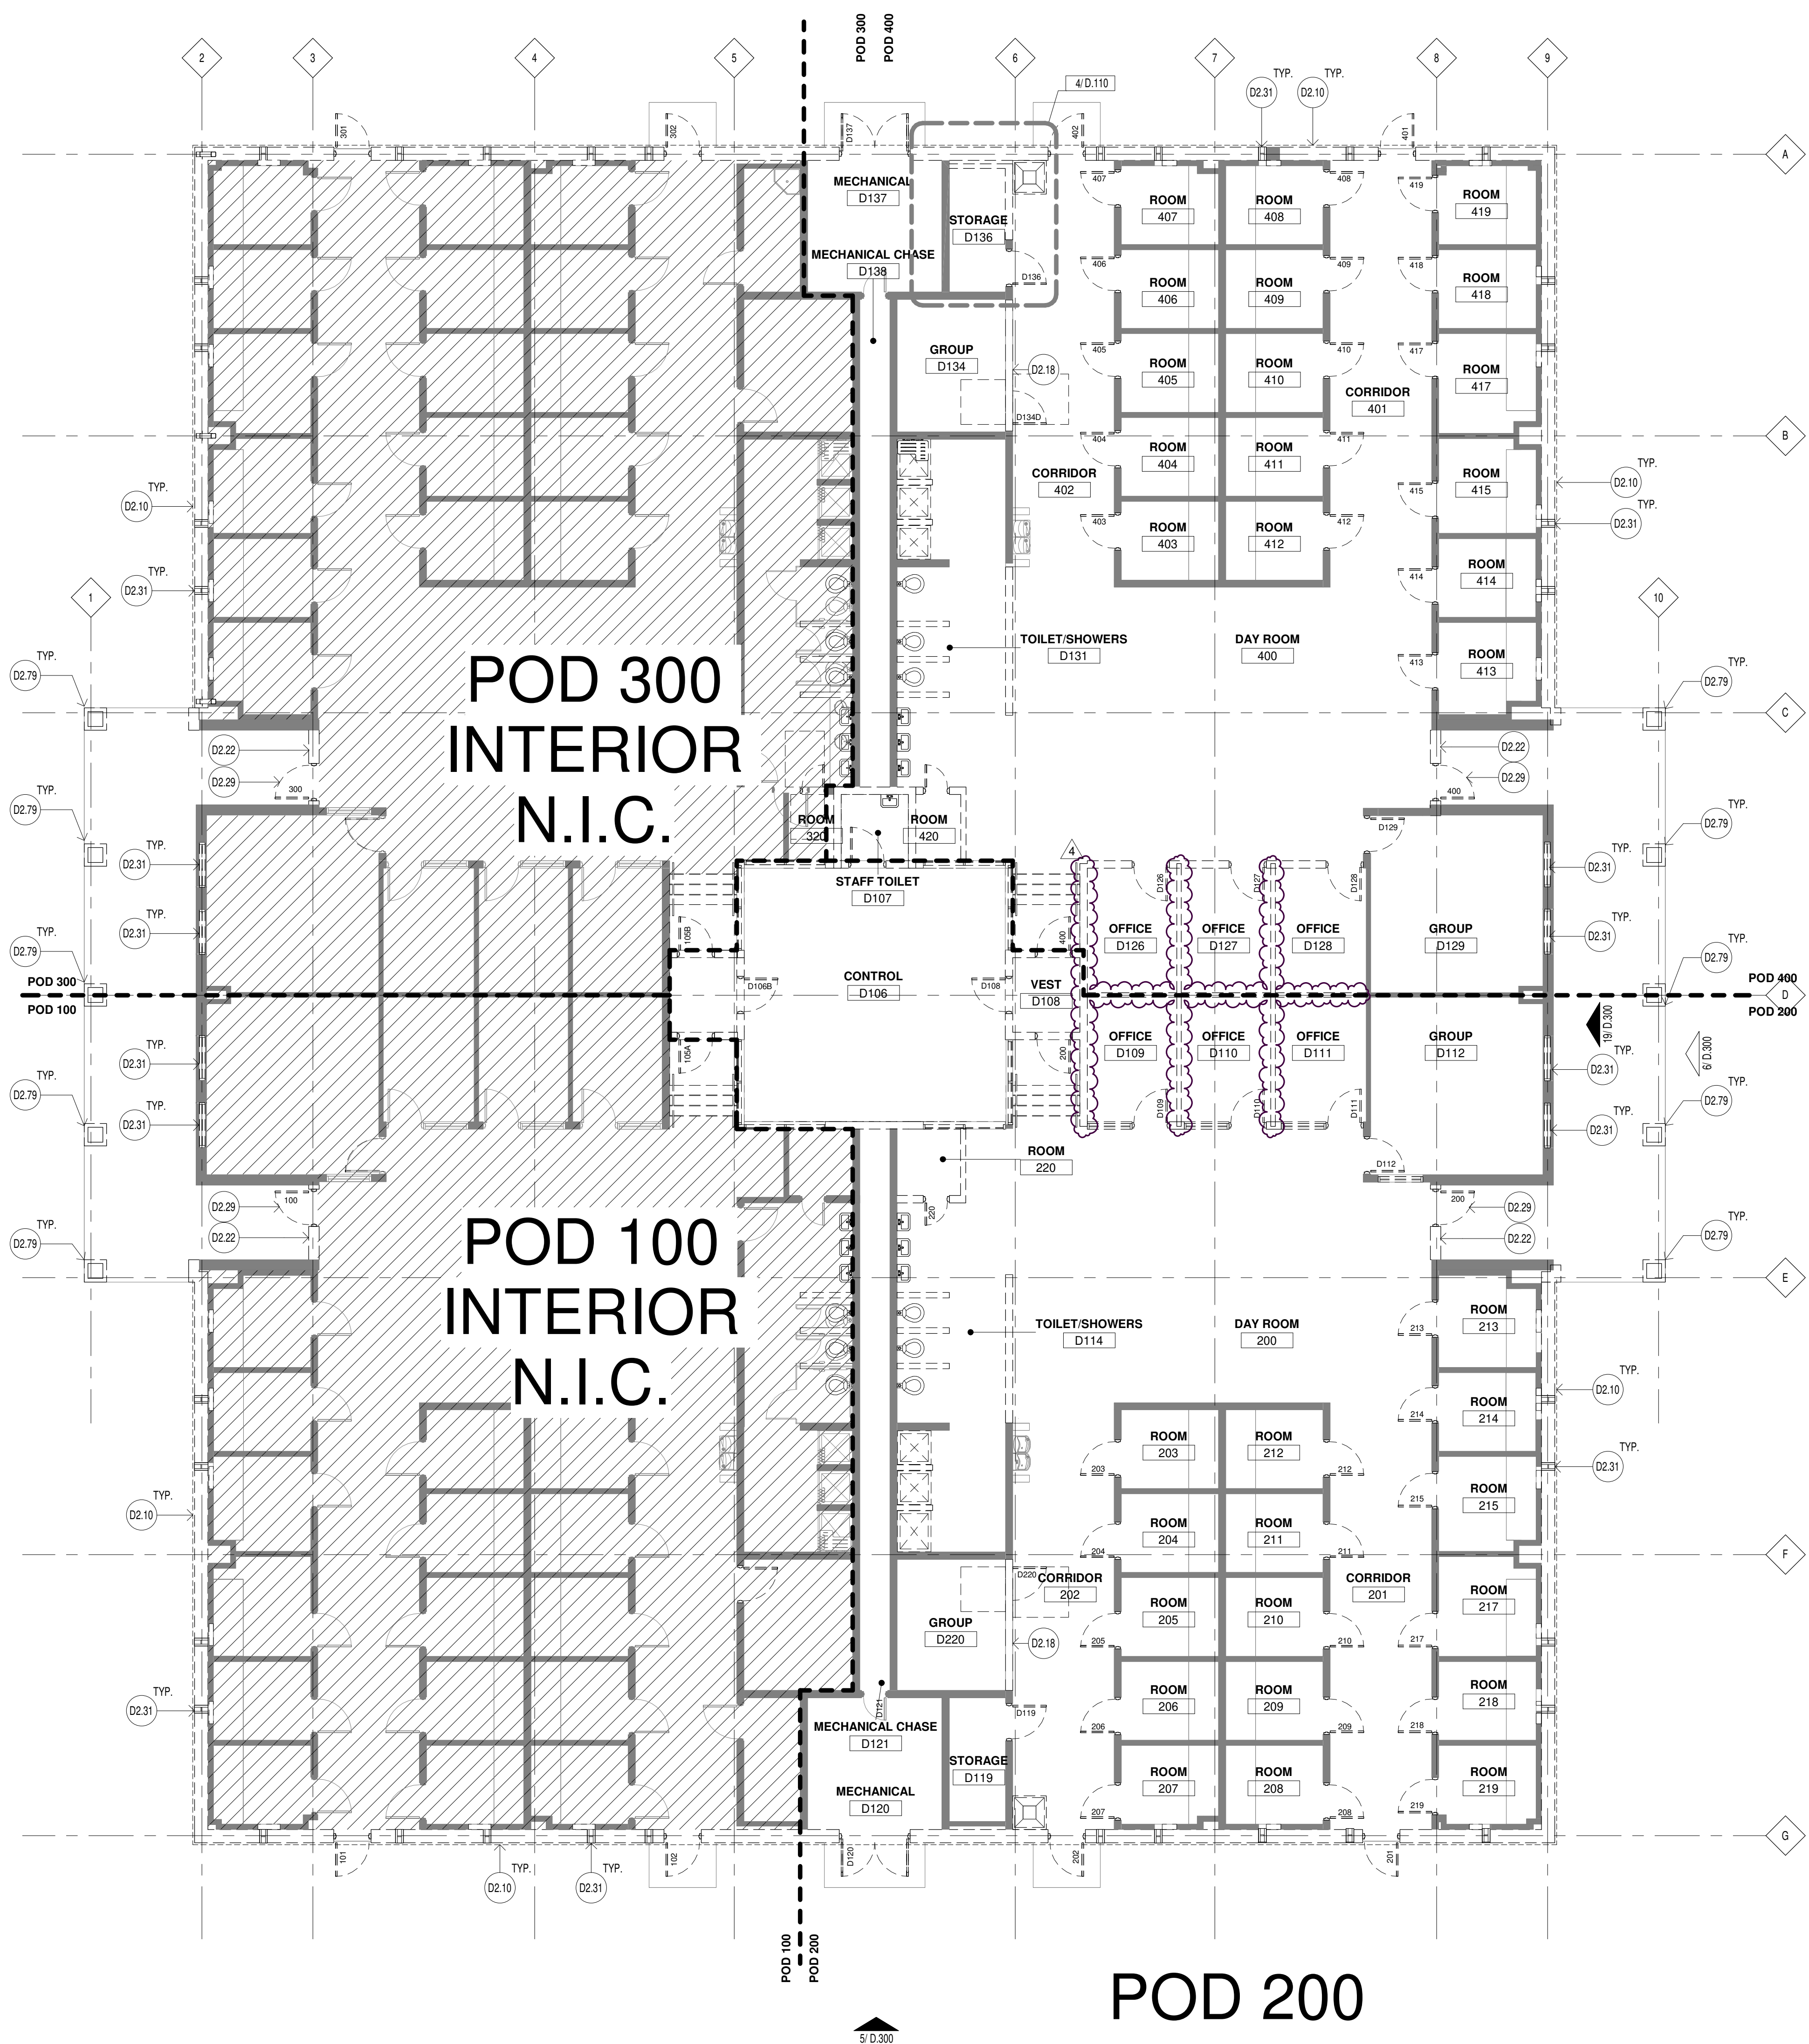 POD 300
POD 400
2
3
4
5
6
7
8
9
4/ D.110
TYP.
D2.31
TYP.
D2.10
301
302
D137
402
401
A
MECHANICAL
D137
STORAGE
D136
MECHANICAL CHASE
D138
D136
407
ROOM
407
ROOM
408
408
419
ROOM
419
406
ROOM
406
ROOM
409
409
418
ROOM
418
GROUP
D134
D2.18
D134D
405
ROOM
405
ROOM
410
410
417
ROOM
417
CORRIDOR
401
B
404
ROOM
404
ROOM
411
411
CORRIDOR
402
415
ROOM
415
TYP.
D2.10
TYP.
D2.10
TYP.
D2.31
403
ROOM
403
ROOM
412
412
414
ROOM
414
TYP.
D2.31
1
10
TOILET/SHOWERS
D131
DAY ROOM
400
413
ROOM
413
TYP.
D2.79
TYP.
D2.79
POD 300
INTERIOR
N.I.C.
C
D2.22
D2.29
300
D2.22
D2.29
400
TYP.
D2.79
TYP.
D2.79
ROOM
320
ROOM
420
D129
4
TYP.
D2.31
TYP.
D2.31
STAFF TOILET
D107
D126
D127
D128
TYP.
D2.31
TYP.
D2.31
105B
400
OFFICE
D126
OFFICE
D127
OFFICE
D128
GROUP
D129
TYP.
D2.79
TYP.
D2.79
POD 300
POD 100
CONTROL
D106
D106B
D108
VEST
D108
POD 400
POD 200
D
19/ D.300
6/ D.300
105A
200
OFFICE
D109
OFFICE
D110
OFFICE
D111
GROUP
D112
TYP.
D2.31
TYP.
D2.31
D109
D110
D111
TYP.
D2.79
TYP.
D2.79
TYP.
D2.31
TYP.
D2.31
ROOM
220
D112
100
D2.29
D2.22
200
D2.29
D2.22
220
TYP.
D2.79
TYP.
D2.79
POD 100
INTERIOR
N.I.C.
E
TOILET/SHOWERS
D114
DAY ROOM
200
213
ROOM
213
TYP.
D2.10
214
ROOM
214
203
ROOM
203
ROOM
212
212
TYP.
D2.31
215
ROOM
215
TYP.
D2.10
204
ROOM
204
ROOM
211
211
F
D220
CORRIDOR
202
CORRIDOR
201
GROUP
D220
D2.18
205
ROOM
205
ROOM
210
210
217
ROOM
217
TYP.
D2.31
D121
MECHANICAL CHASE
D121
D119
206
ROOM
206
ROOM
209
209
218
ROOM
218
STORAGE
D119
MECHANICAL
D120
207
ROOM
207
ROOM
208
208
219
ROOM
219
G
101
102
D120
202
201
TYP.
D2.10
TYP.
D2.31
POD 100
POD 200
POD 200
5/ D.300